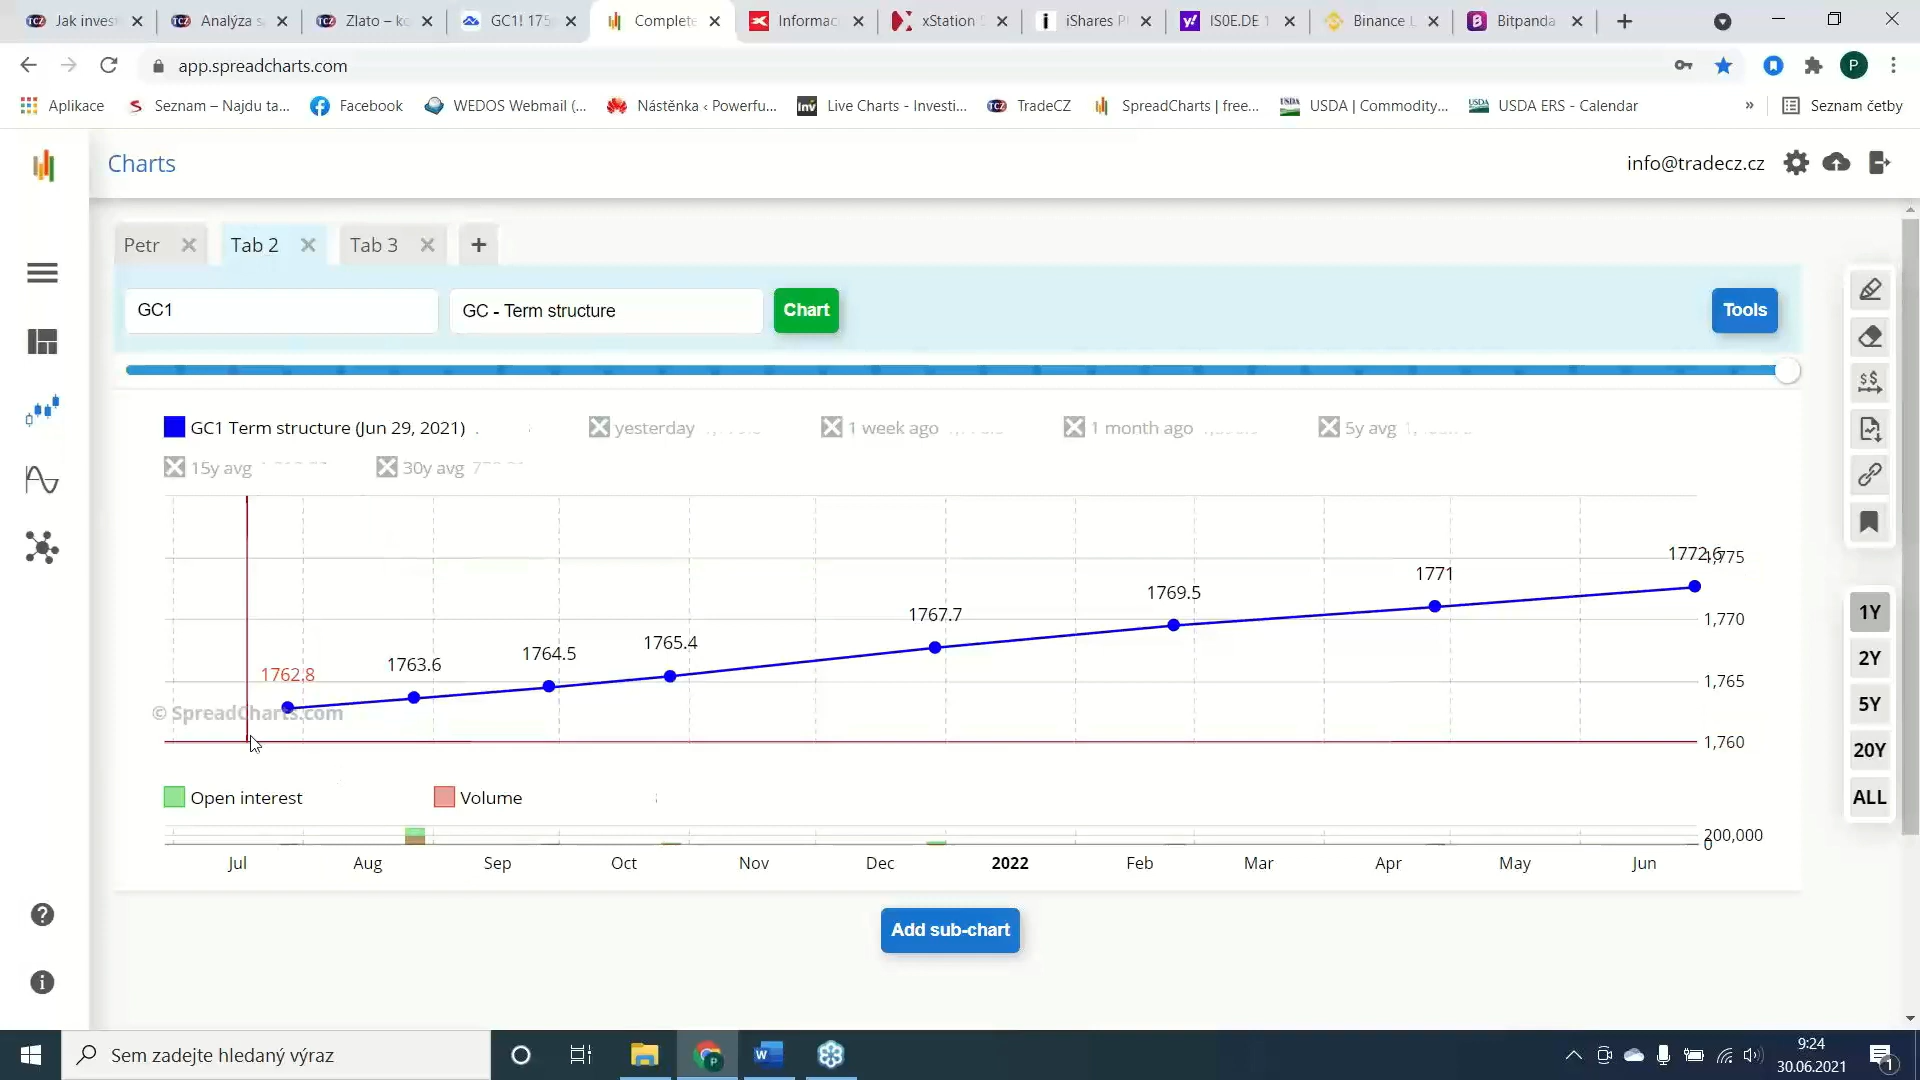 Jak inves
Analýza s
Zlato – ko
GC1! 175
Complete
Informac
xStation
iShares P
IS0E.DE 1
Binance
Bitpanda
app.spreadcharts.com
P
Aplikace
Seznam – Najdu ta...
Facebook
WEDOS Webmail (...
Nástěnka ‹ Powerfu...
Live Charts - Investi...
TradeCZ
SpreadCharts | free...
USDA | Commodity...
USDA ERS - Calendar
»
Seznam četby
Charts
info@tradecz.cz
Petr
Tab 2
Tab 3
GC1
GC - Term structure
Chart
Tools
GC1 Term structure (Jun 29, 2021)
yesterday
1 week ago
1 month ago
5y avg
15y avg
30y avg
1772.6
1,775
1771
1769.5
1767.7
1,770
1765.4
1764.5
1763.6
1762.8
1,765
© SpreadCharts.com
1,760
Open interest
Volume
200,000
0
Jul
Aug
Sep
Oct
Nov
Dec
2022
Feb
Mar
Apr
May
Jun
Add sub-chart
1Y
2Y
5Y
20Y
ALL
Sem zadejte hledaný výraz
9:24
30.06.2021
1